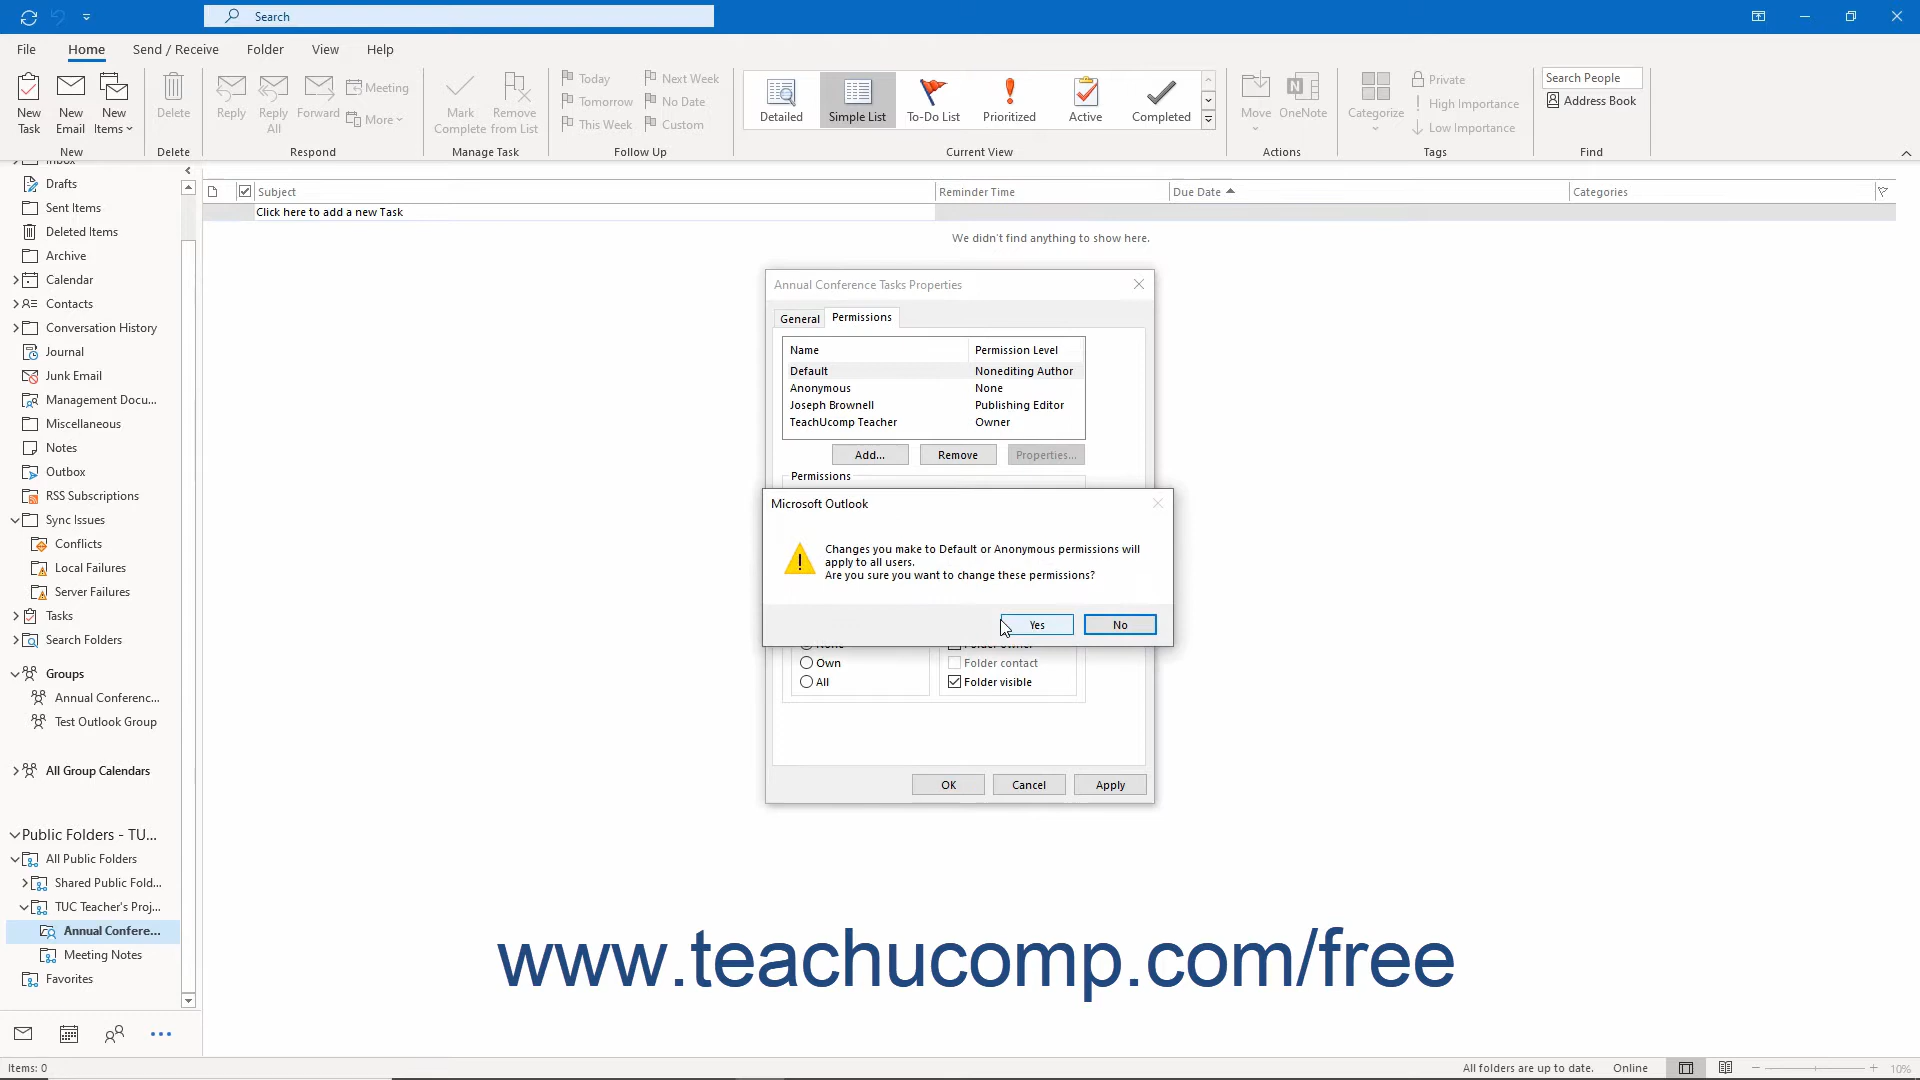 Search
File
Home
Send / Receive
Folder
View
Help
New Task
New Email
New Items
New
Delete
Delete
Reply
Reply All
Forward
Meeting
More
Respond
Mark Complete
Remove from List
Manage Task
Today
Tomorrow
This Week
Next Week
No Date
Custom
Follow Up
Detailed
Simple List
To-Do List
Prioritized
Active
Completed
Current View
Move
OneNote
Actions
Categorize
Private
High Importance
Low Importance
Tags
Search People
Address Book
Find
Inbox
Drafts
Sent Items
Deleted Items
Archive
Calendar
Contacts
Conversation History
Journal
Junk Email
Management Docu...
Miscellaneous
Notes
Outbox
RSS Subscriptions
Sync Issues
Conflicts
Local Failures
Server Failures
Tasks
Search Folders
Groups
Annual Conferenc...
Test Outlook Group
All Group Calendars
Public Folders - TU...
All Public Folders
Shared Public Fold...
TUC Teacher's Proj...
Annual Confere...
Meeting Notes
Favorites
Subject
Reminder Time
Due Date
Categories
Click here to add a new Task
We didn't find anything to show here.
Annual Conference Tasks Properties
General
Permissions
Name
Permission Level
Default
Nonediting Author
Anonymous
None
Joseph Brownell
Publishing Editor
TeachUcomp Teacher
Owner
Add...
Remove
Properties...
Permissions
Microsoft Outlook
Changes you make to Default or Anonymous permissions will
apply to all users.
Are you sure you want to change these permissions?
Yes
No
None
Folder owner
Own
Folder contact
All
Folder visible
OK
Cancel
Apply
www.teachucomp.com/free
Items: 0
All folders are up to date.
Online
10%